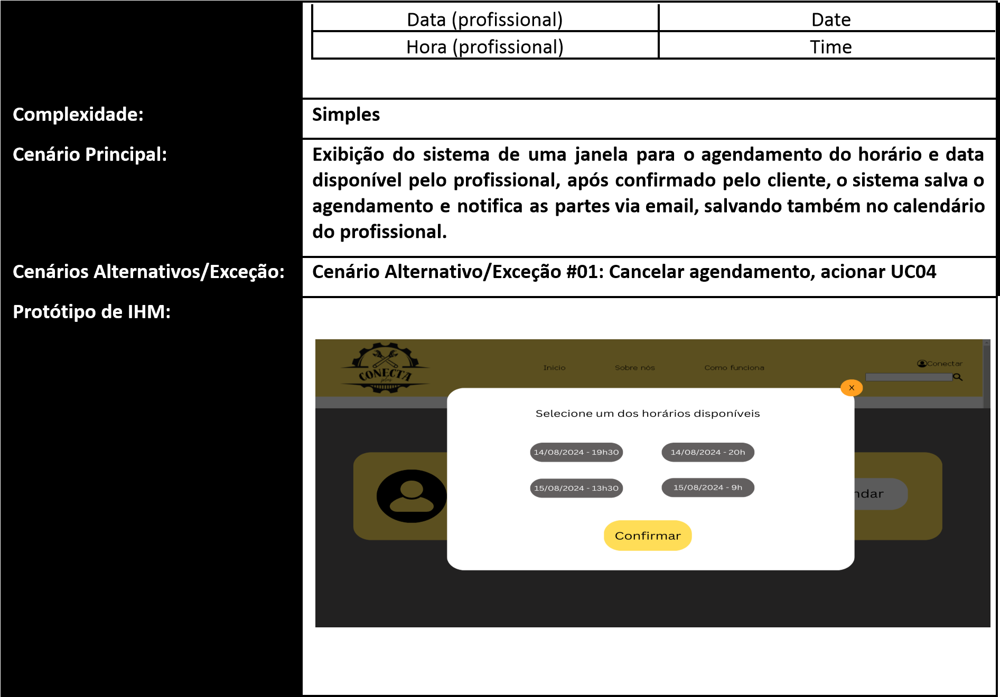 Data (profissional) Date
Hora (profissional) Time
Complexidade: Simples
Cenário Principal: Exibição do sistema de uma janela para o agendamento do horário e data
disponível pelo profissional, após confirmado pelo cliente, o sistema salva o
agendamento e notifica as partes via email, salvando também no calendário
do profissional.
Cenários Alternativos/Exceção: Cenário Alternativo/Exceção #01: Cancelar agendamento, acionar UC04
Protótipo de IHM:
CONECTA
Inicio Sobre nós Como funciona Conectar
X
Selecione um dos horários disponíveis
14/08/2024 - 19h30 14/08/2024 - 20h
15/08/2024 - 13h30 15/08/2024 - 9h
ndar
Confirmar